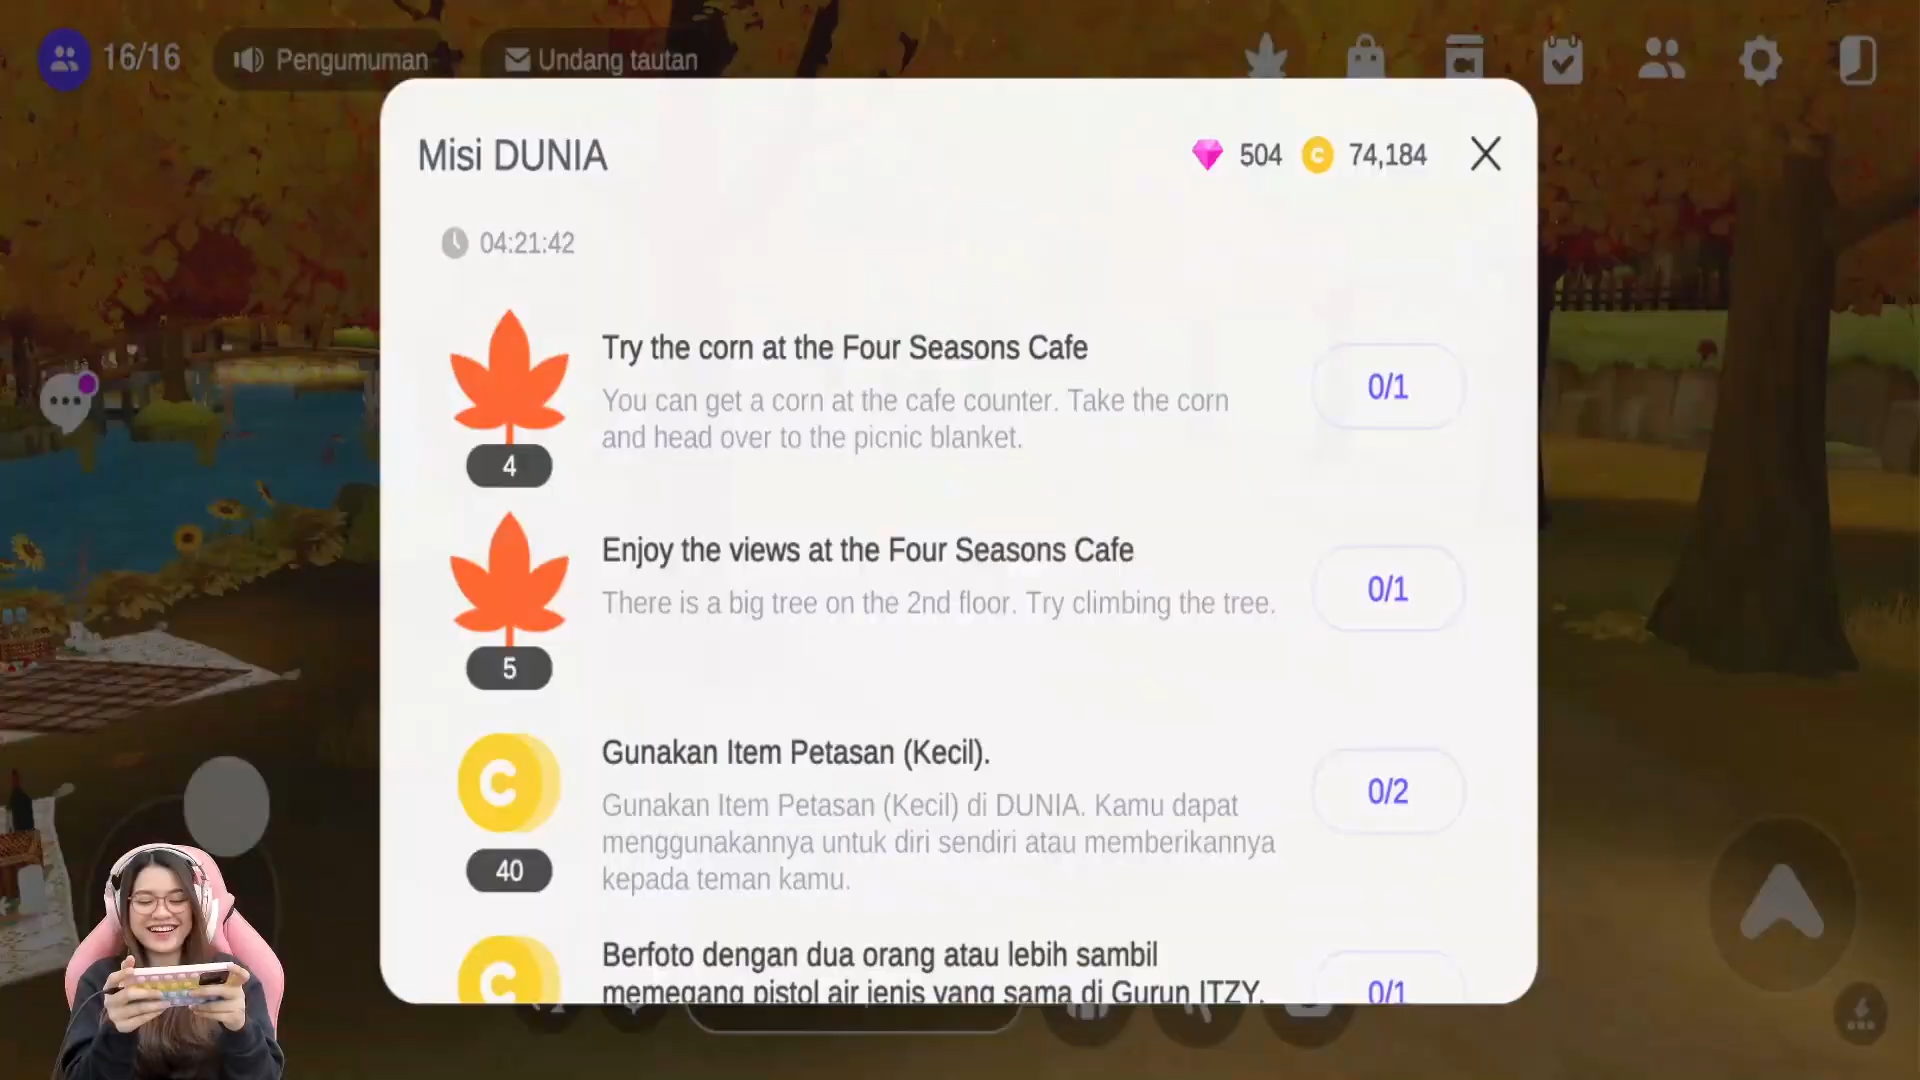 16/16
Pengumuman
Undang tautan
Misi DUNIA
504
74,184
04:21:42
Try the corn at the Four Seasons Cafe
You can get a corn at the cafe counter. Take the corn
and head over to the picnic blanket.
0/1
4
Enjoy the views at the Four Seasons Cafe
There is a big tree on the 2nd floor. Try climbing the tree.
0/1
5
Gunakan Item Petasan (Kecil).
Gunakan Item Petasan (Kecil) di DUNIA. Kamu dapat
menggunakannya untuk diri sendiri atau memberikannya
kepada teman kamu.
0/2
40
Berfoto dengan dua orang atau lebih sambil
memegang pistol air jenis yang sama di Gurun ITZY.
0/1